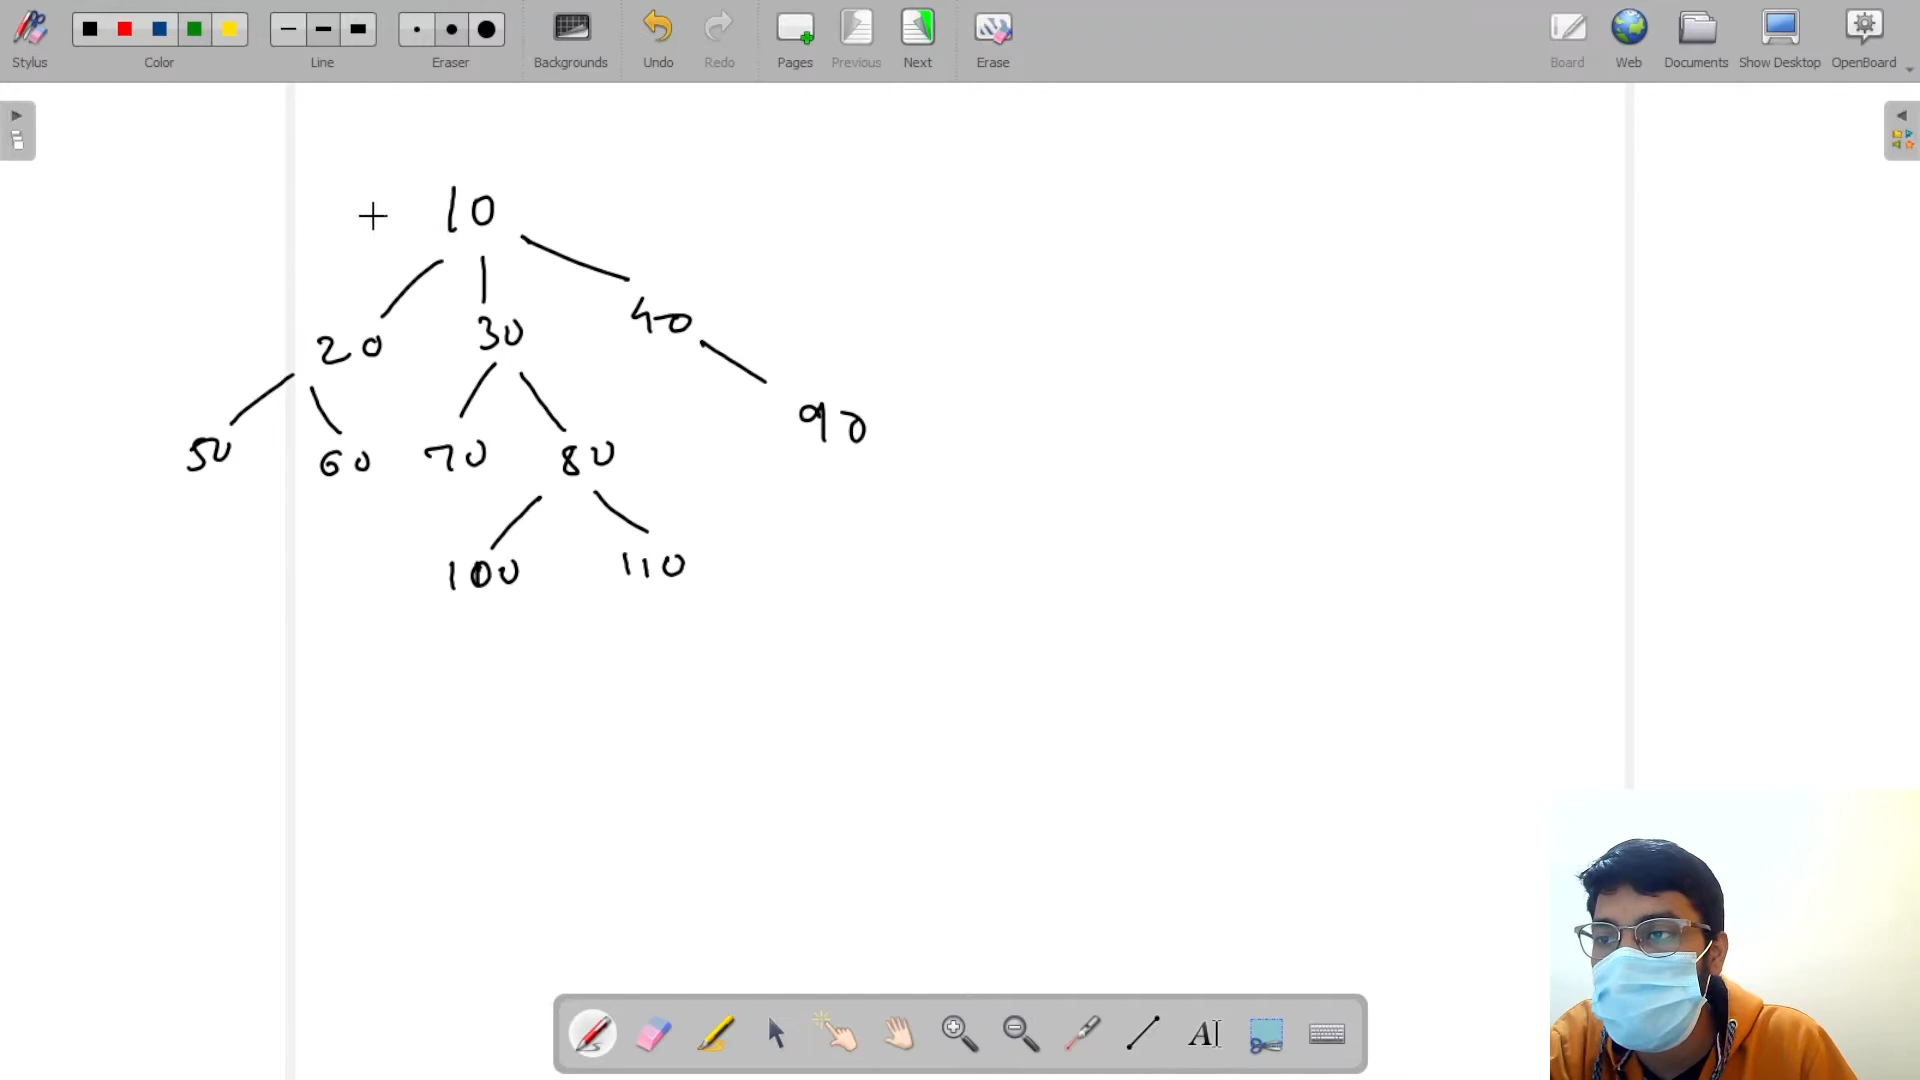 Stylus
Color
Line
Eraser
Backgrounds
Undo
Redo
Pages
Previous
Next
Erase
Board
Web
Documents
Show Desktop
OpenBoard
10
20 30 40
50 60 70 80 90
100 110